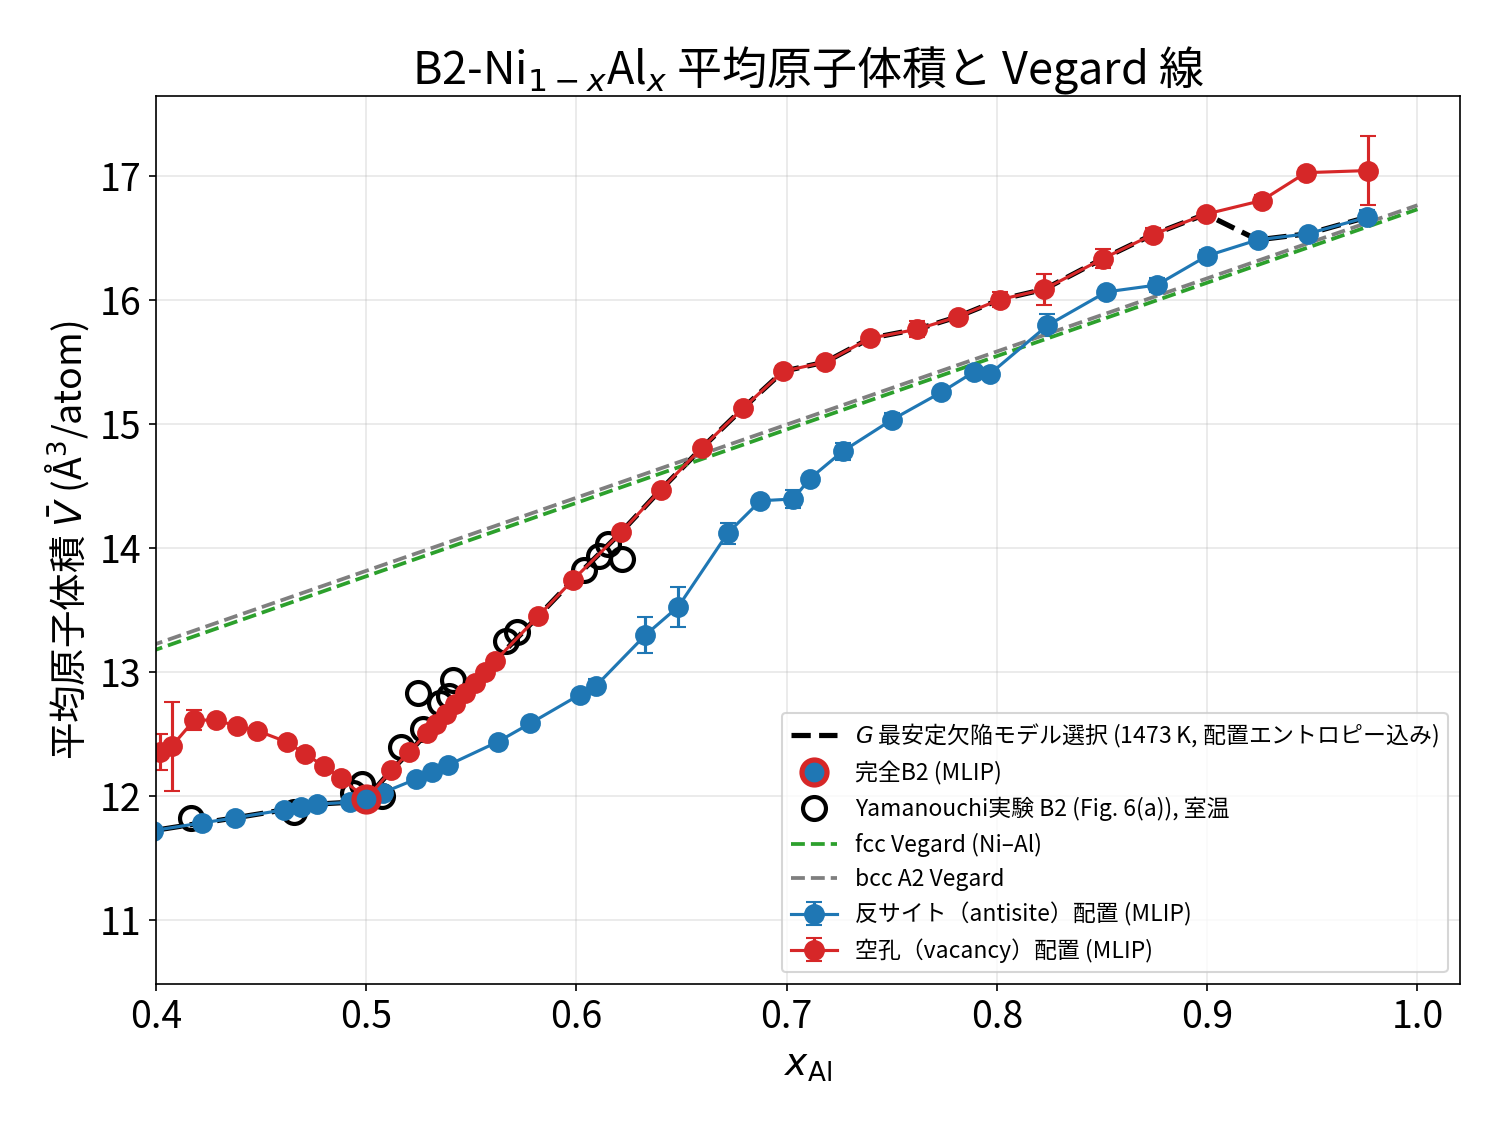 B2-Ni₁₋ₓAlₓ 平均原子体積と Vegard 線
平均原子体積 V̄ (Å³/atom)
17
16
15
14
13
12
11
G 最安定欠陥モデル選択 (1473 K, 配置エントロピー込み)
完全B2 (MLIP)
Yamanouchi実験 B2 (Fig. 6(a)), 室温
fcc Vegard (Ni–Al)
bcc A2 Vegard
反サイト（antisite）配置 (MLIP)
空孔（vacancy）配置 (MLIP)
0.4 0.5 0.6 0.7 0.8 0.9 1.0
x_Al